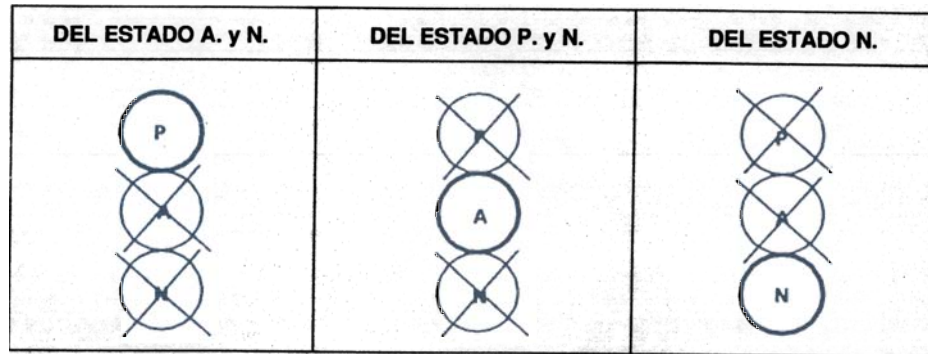 DEL ESTADO A. y N.
DEL ESTADO P. y N.
DEL ESTADO N.
P
A
N
P
A
N
P
A
N